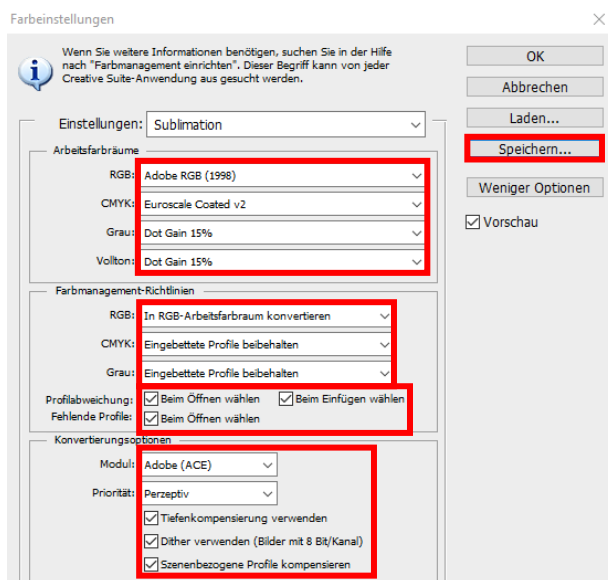 Farbeinstellungen
Wenn Sie weitere Informationen benötigen, suchen Sie in der Hilfe
nach "Farbmanagement einrichten". Dieser Begriff kann von jeder
Creative Suite-Anwendung aus gesucht werden.
OK
Abbrechen
Laden...
Speichern...
Weniger Optionen
Vorschau
Einstellungen: Sublimation
Arbeitsfarbräume
RGB: Adobe RGB (1998)
CMYK: Euroscale Coated v2
Grau: Dot Gain 15%
Vollton: Dot Gain 15%
Farbmanagement-Richtlinien
RGB: In RGB-Arbeitsfarbraum konvertieren
CMYK: Eingebettete Profile beibehalten
Grau: Eingebettete Profile beibehalten
Profilabweichung: Beim Öffnen wählen Beim Einfügen wählen
Fehlende Profile: Beim Öffnen wählen
Konvertierungsoptionen
Modul: Adobe (ACE)
Priorität: Perzeptiv
Tiefenkompensierung verwenden
Dither verwenden (Bilder mit 8 Bit/Kanal)
Szenenbezogene Profile kompensieren